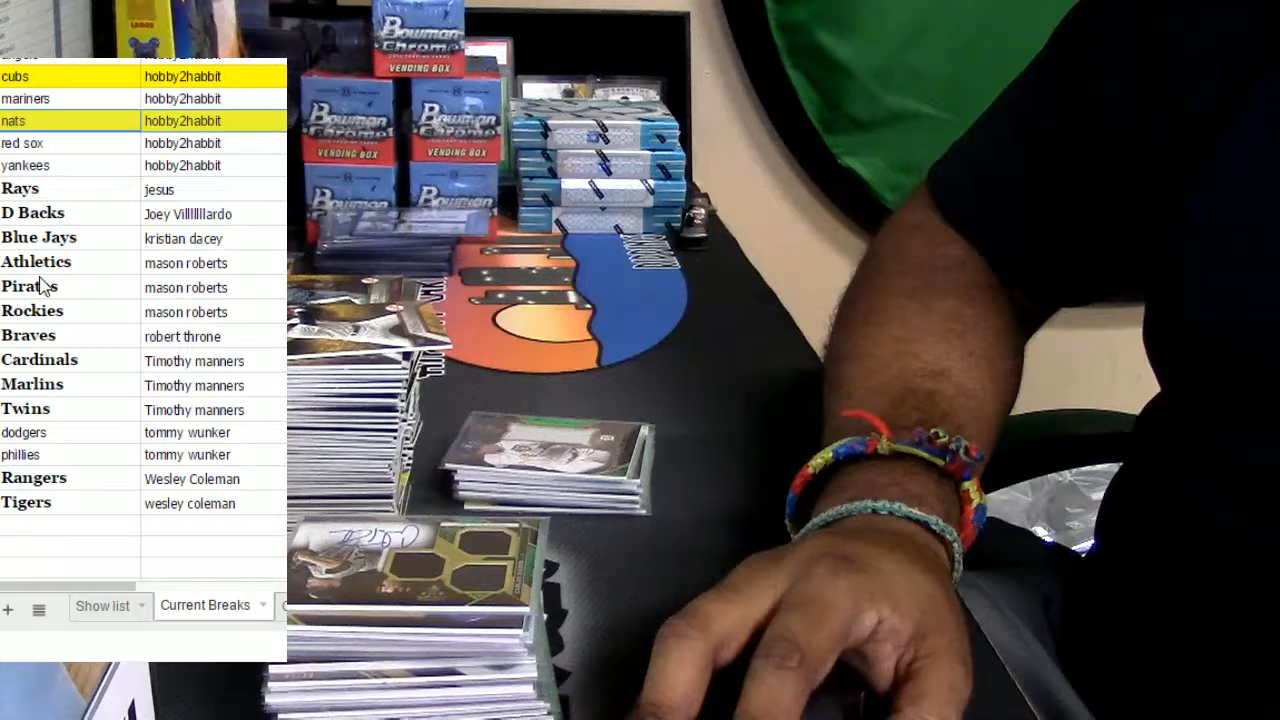 cubs hobby2habbit
mariners hobby2habbit
nats hobby2habbit
red sox hobby2habbit
yankees hobby2habbit
Rays jesus
D Backs Joey Villlllllardo
Blue Jays kristian dacey
Athletics mason roberts
Pirates mason roberts
Rockies mason roberts
Braves robert throne
Cardinals Timothy manners
Marlins Timothy manners
Twins Timothy manners
dodgers tommy wunker
phillies tommy wunker
Rangers Wesley Coleman
Tigers wesley coleman
+ Show list Current Breaks
Bowman
Chrome
VENDING BOX
Bowman
Chrome
VENDING BOX
Bowman
Chrome
VENDING BOX
Bowman
Bowman